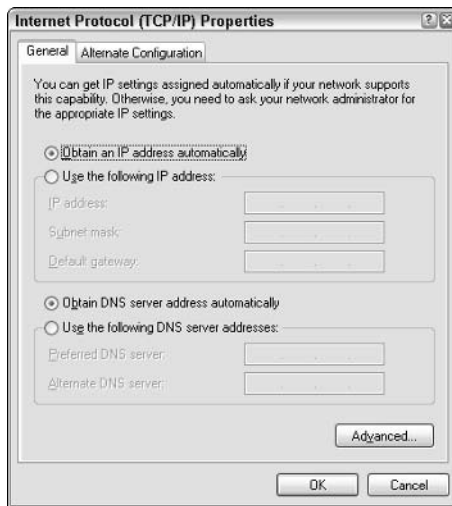 Internet Protocol (TCP/IP) Properties
General
Alternate Configuration
You can get IP settings assigned automatically if your network supports
this capability. Otherwise, you need to ask your network administrator for
the appropriate IP settings.
Obtain an IP address automatically
Use the following IP address:
IP address:
Subnet mask:
Default gateway:
Obtain DNS server address automatically
Use the following DNS server addresses:
Preferred DNS server:
Alternate DNS server:
Advanced...
OK
Cancel